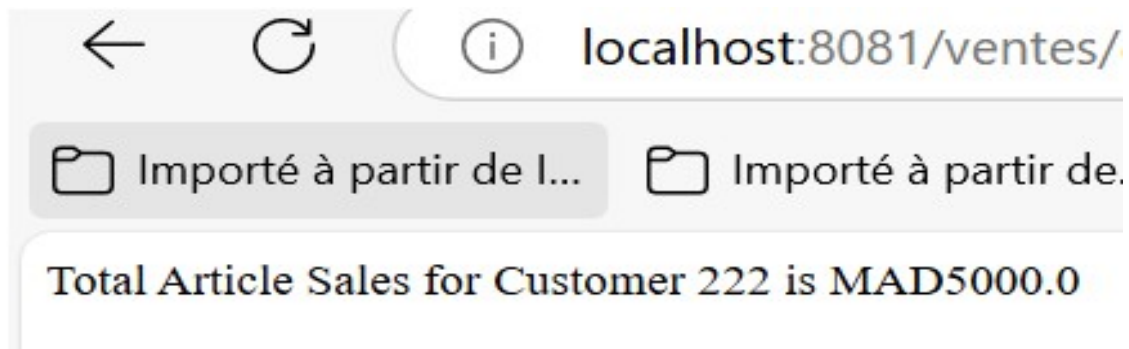 localhost:8081/ventes/
Importé à partir de l... Importé à partir de.
Total Article Sales for Customer 222 is MAD5000.0